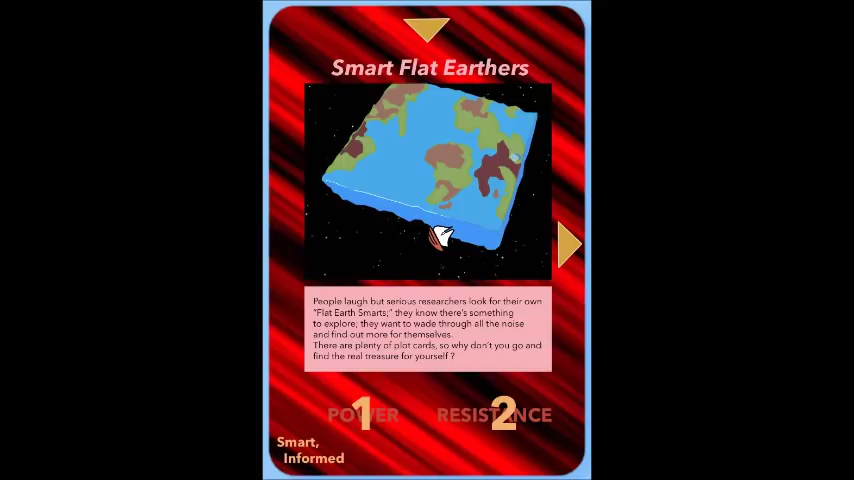 Smart Flat Earthers
People laugh but serious researchers look for their own
“Flat Earth Smarts;” they know there’s something
to explore; they want to wade through all the noise
and find out more for themselves.
There are plenty of plot cards, so why don’t you go and
find the real treasure for yourself ?
POWER 1 RESISTANCE 2
Smart,
Informed